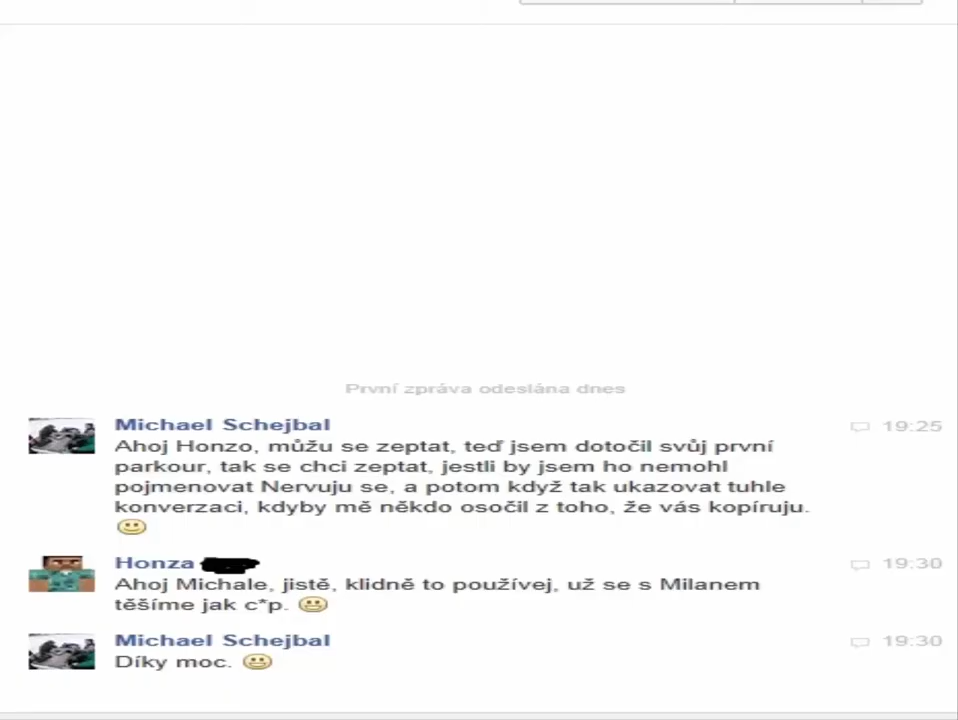 První zpráva odeslána dnes
Michael Schejbal 19:25
Ahoj Honzo, můžu se zeptat, teď jsem dotočil svůj první
parkour, tak se chci zeptat, jestli by jsem ho nemohl
pojmenovat Nervuju se, a potom když tak ukazovat tuhle
konverzaci, kdyby mě někdo osočil z toho, že vás kopíruju.
Honza 19:30
Ahoj Michale, jistě, klidně to používej, už se s Milanem
těšíme jak c*p.
Michael Schejbal 19:30
Díky moc.